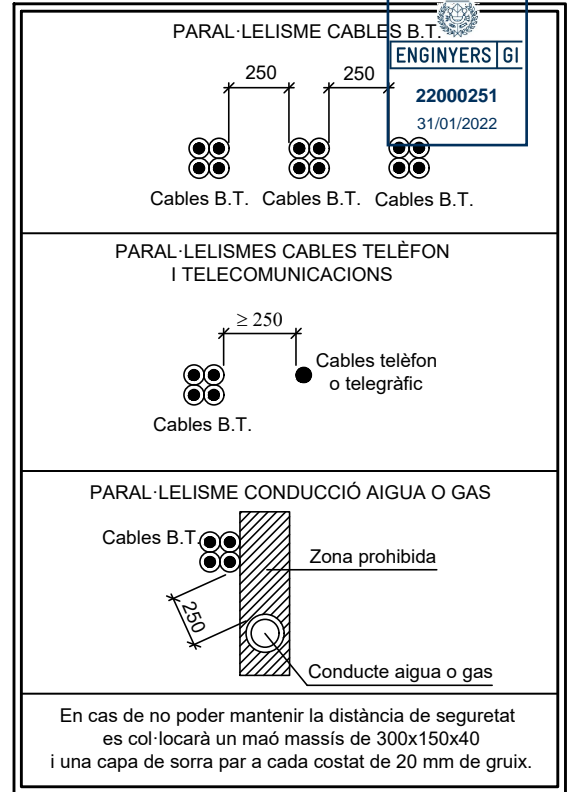 PARAL·LELISME CABLES B.T.
ENGINYERS GI
22000251
31/01/2022
250
250
Cables B.T.
Cables B.T.
Cables B.T.
PARAL·LELISMES CABLES TELÈFON
I TELECOMUNICACIONS
≥ 250
Cables telèfon
o telegràfic
Cables B.T.
PARAL·LELISME CONDUCCIÓ AIGUA O GAS
Cables B.T.
Zona prohibida
250
Conducte aigua o gas
En cas de no poder mantenir la distància de seguretat
es col·locarà un maó massís de 300x150x40
i una capa de sorra par a cada costat de 20 mm de gruix.